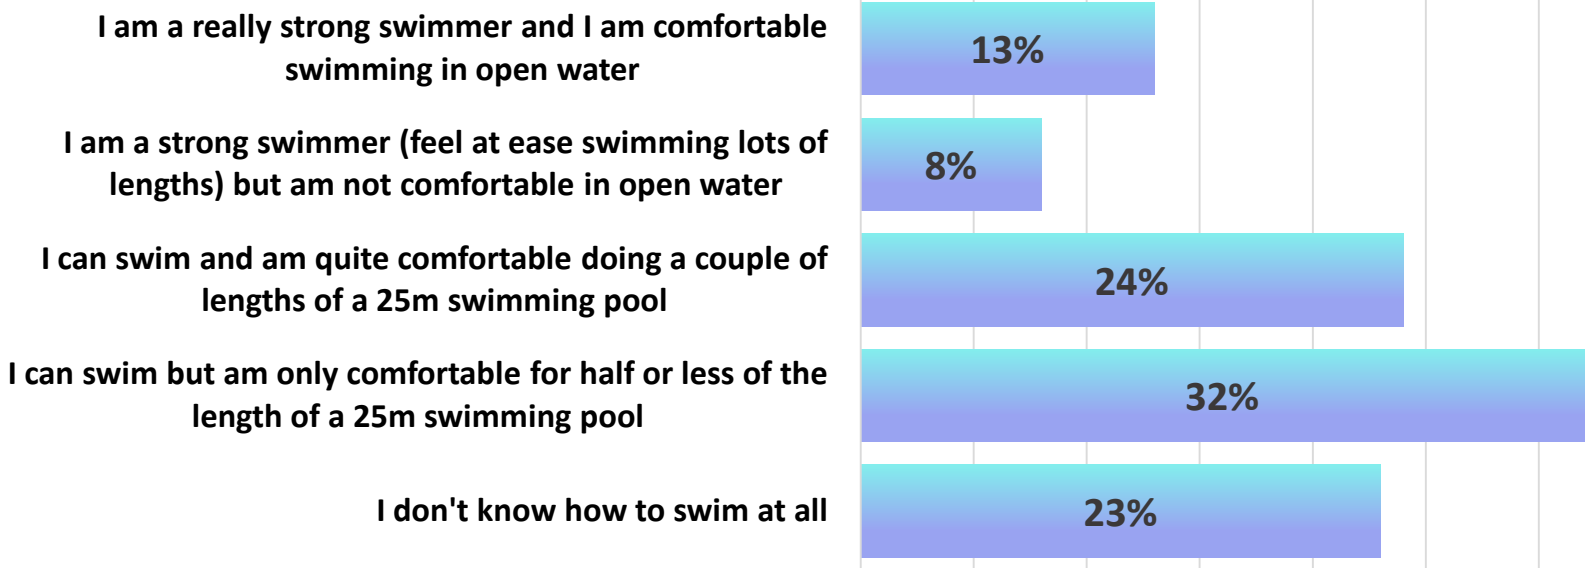 I am a really strong swimmer and I am comfortable
swimming in open water
13%
I am a strong swimmer (feel at ease swimming lots of
lengths) but am not comfortable in open water
8%
I can swim and am quite comfortable doing a couple of
lengths of a 25m swimming pool
24%
I can swim but am only comfortable for half or less of the
length of a 25m swimming pool
32%
I don't know how to swim at all
23%